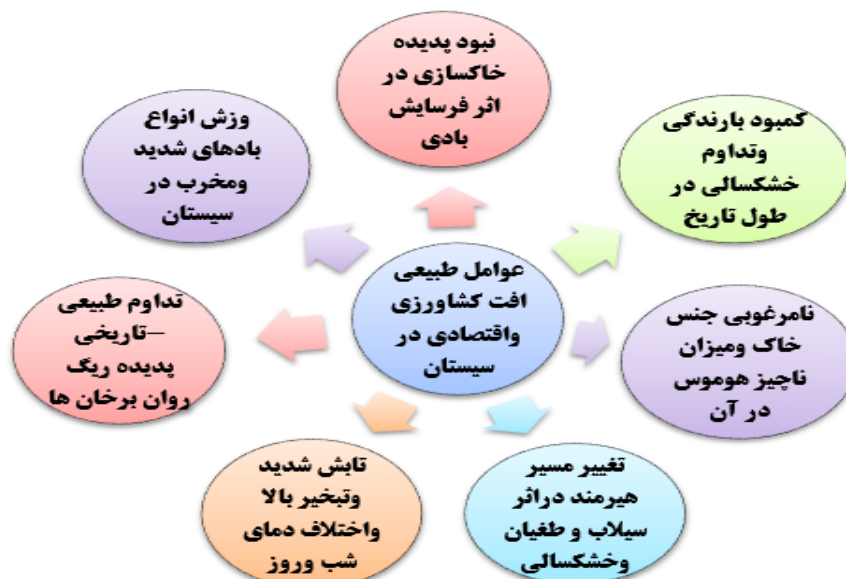 نبود پدیده
خاکسازی در
اثر فرسایش
بادی
کمبود بارندگی
وتداوم
خشکسالی در
طول تاریخ
نامرغوبی جنس
خاک ومیزان
ناچیز هوموس
در آن
تغییر مسیر
هیرمند دراثر
سیلاب و طغیان
وخشکسالی
تابش شدید
وتبخیر بالا
واختلاف دمای
شب وروز
تداوم طبیعی
–تاریخی
پدیده ریگ
روان برخان ها
وزش انواع
بادهای شدید
ومخرب در
سیستان
عوامل طبیعی
افت کشاورزی
واقتصادی در
سیستان